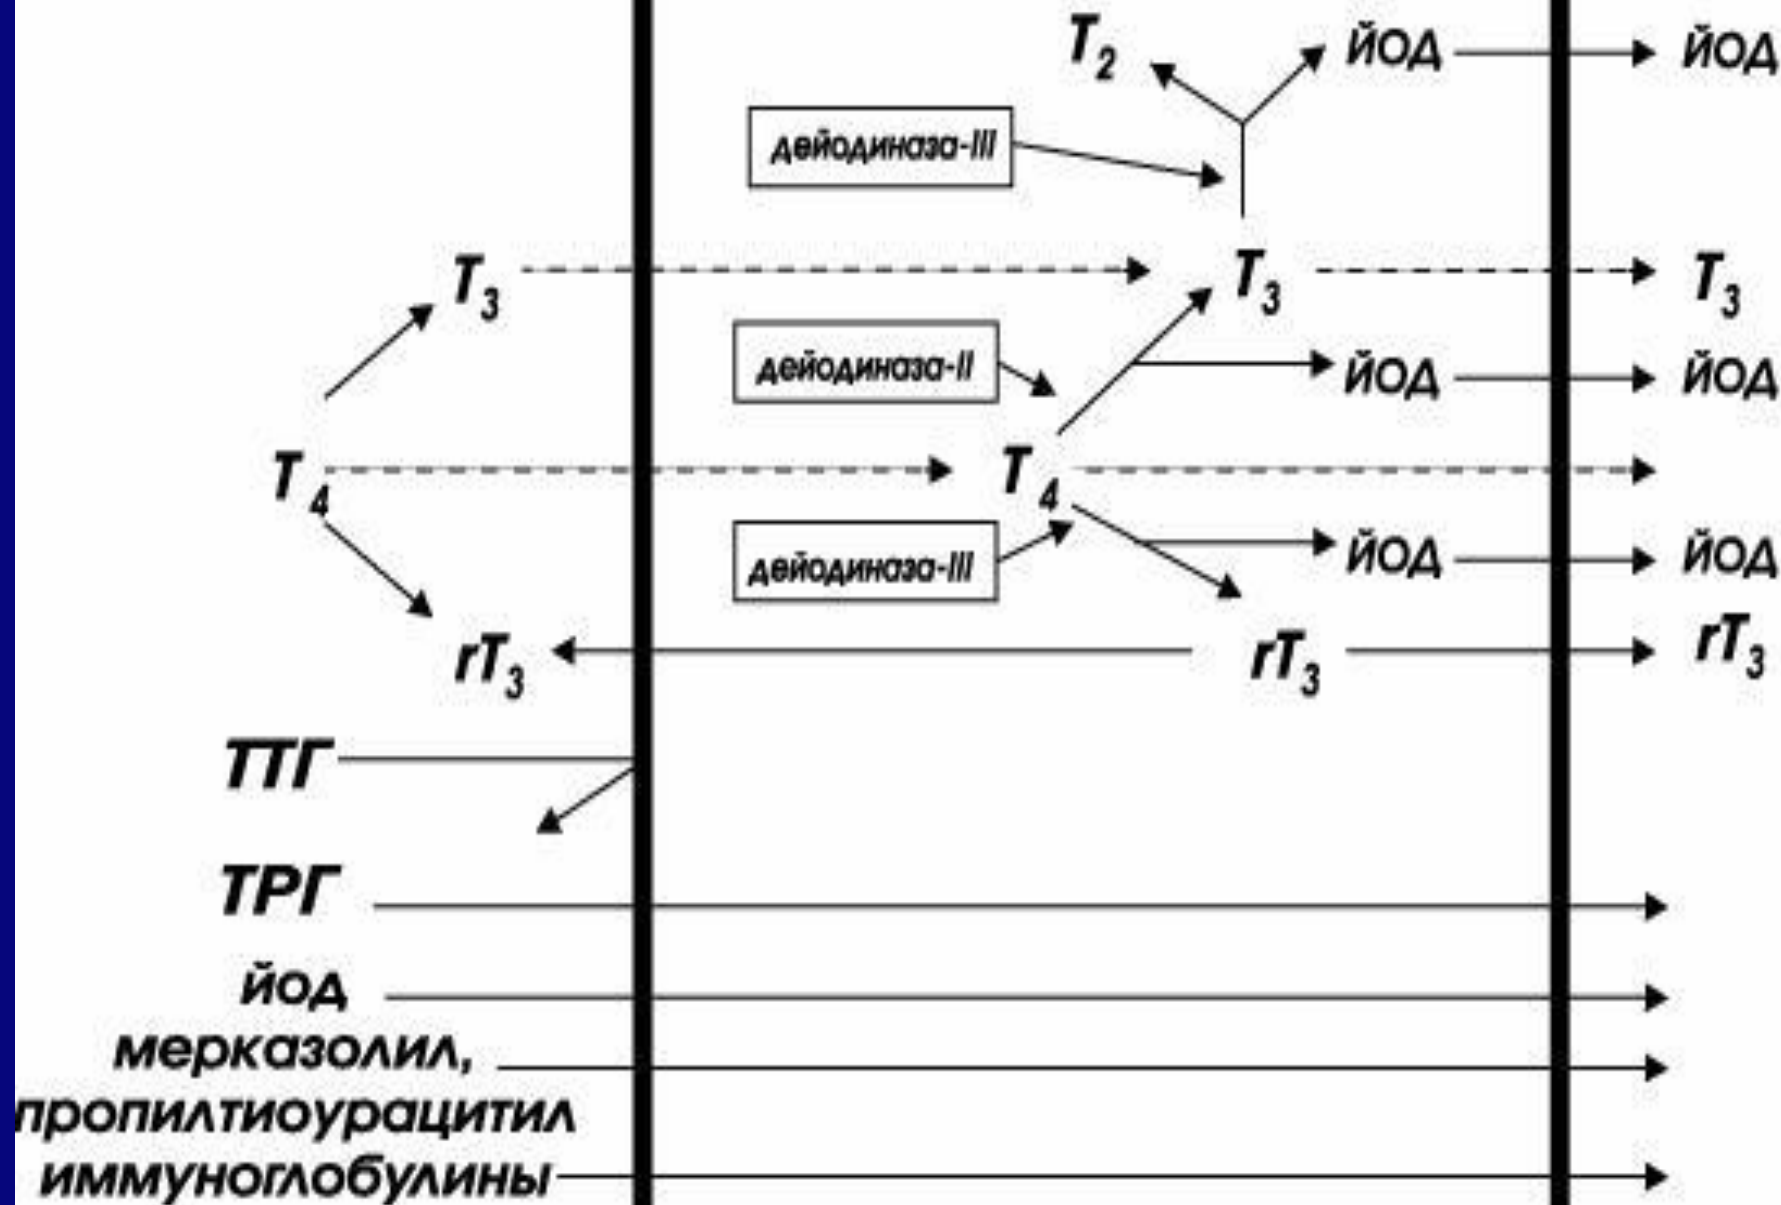 T2 йод йод
дейодиназа-III
T3 T3 T3
дейодиназа-II йод йод
T4 T4
дейодиназа-III йод йод
rT3 rT3 rT3
ТТГ
ТРГ
йод
мерказолил,
пропилтиоурацитил
иммуноглобулины